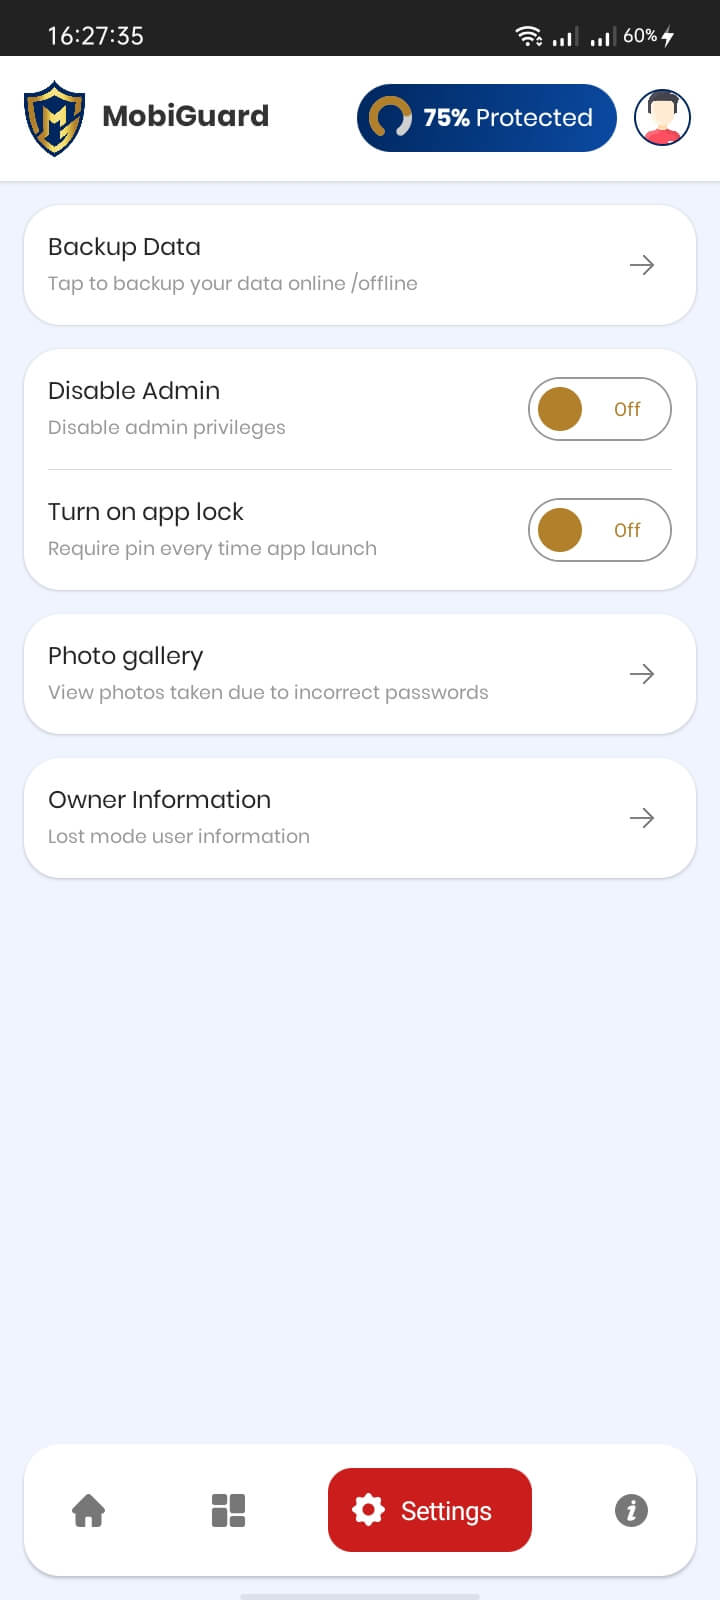 16:27:35
60%
MobiGuard
75% Protected
Backup Data
Tap to backup your data online /offline
Disable Admin
Disable admin privileges
Off
Turn on app lock
Require pin every time app launch
Off
Photo gallery
View photos taken due to incorrect passwords
Owner Information
Lost mode user information
Settings